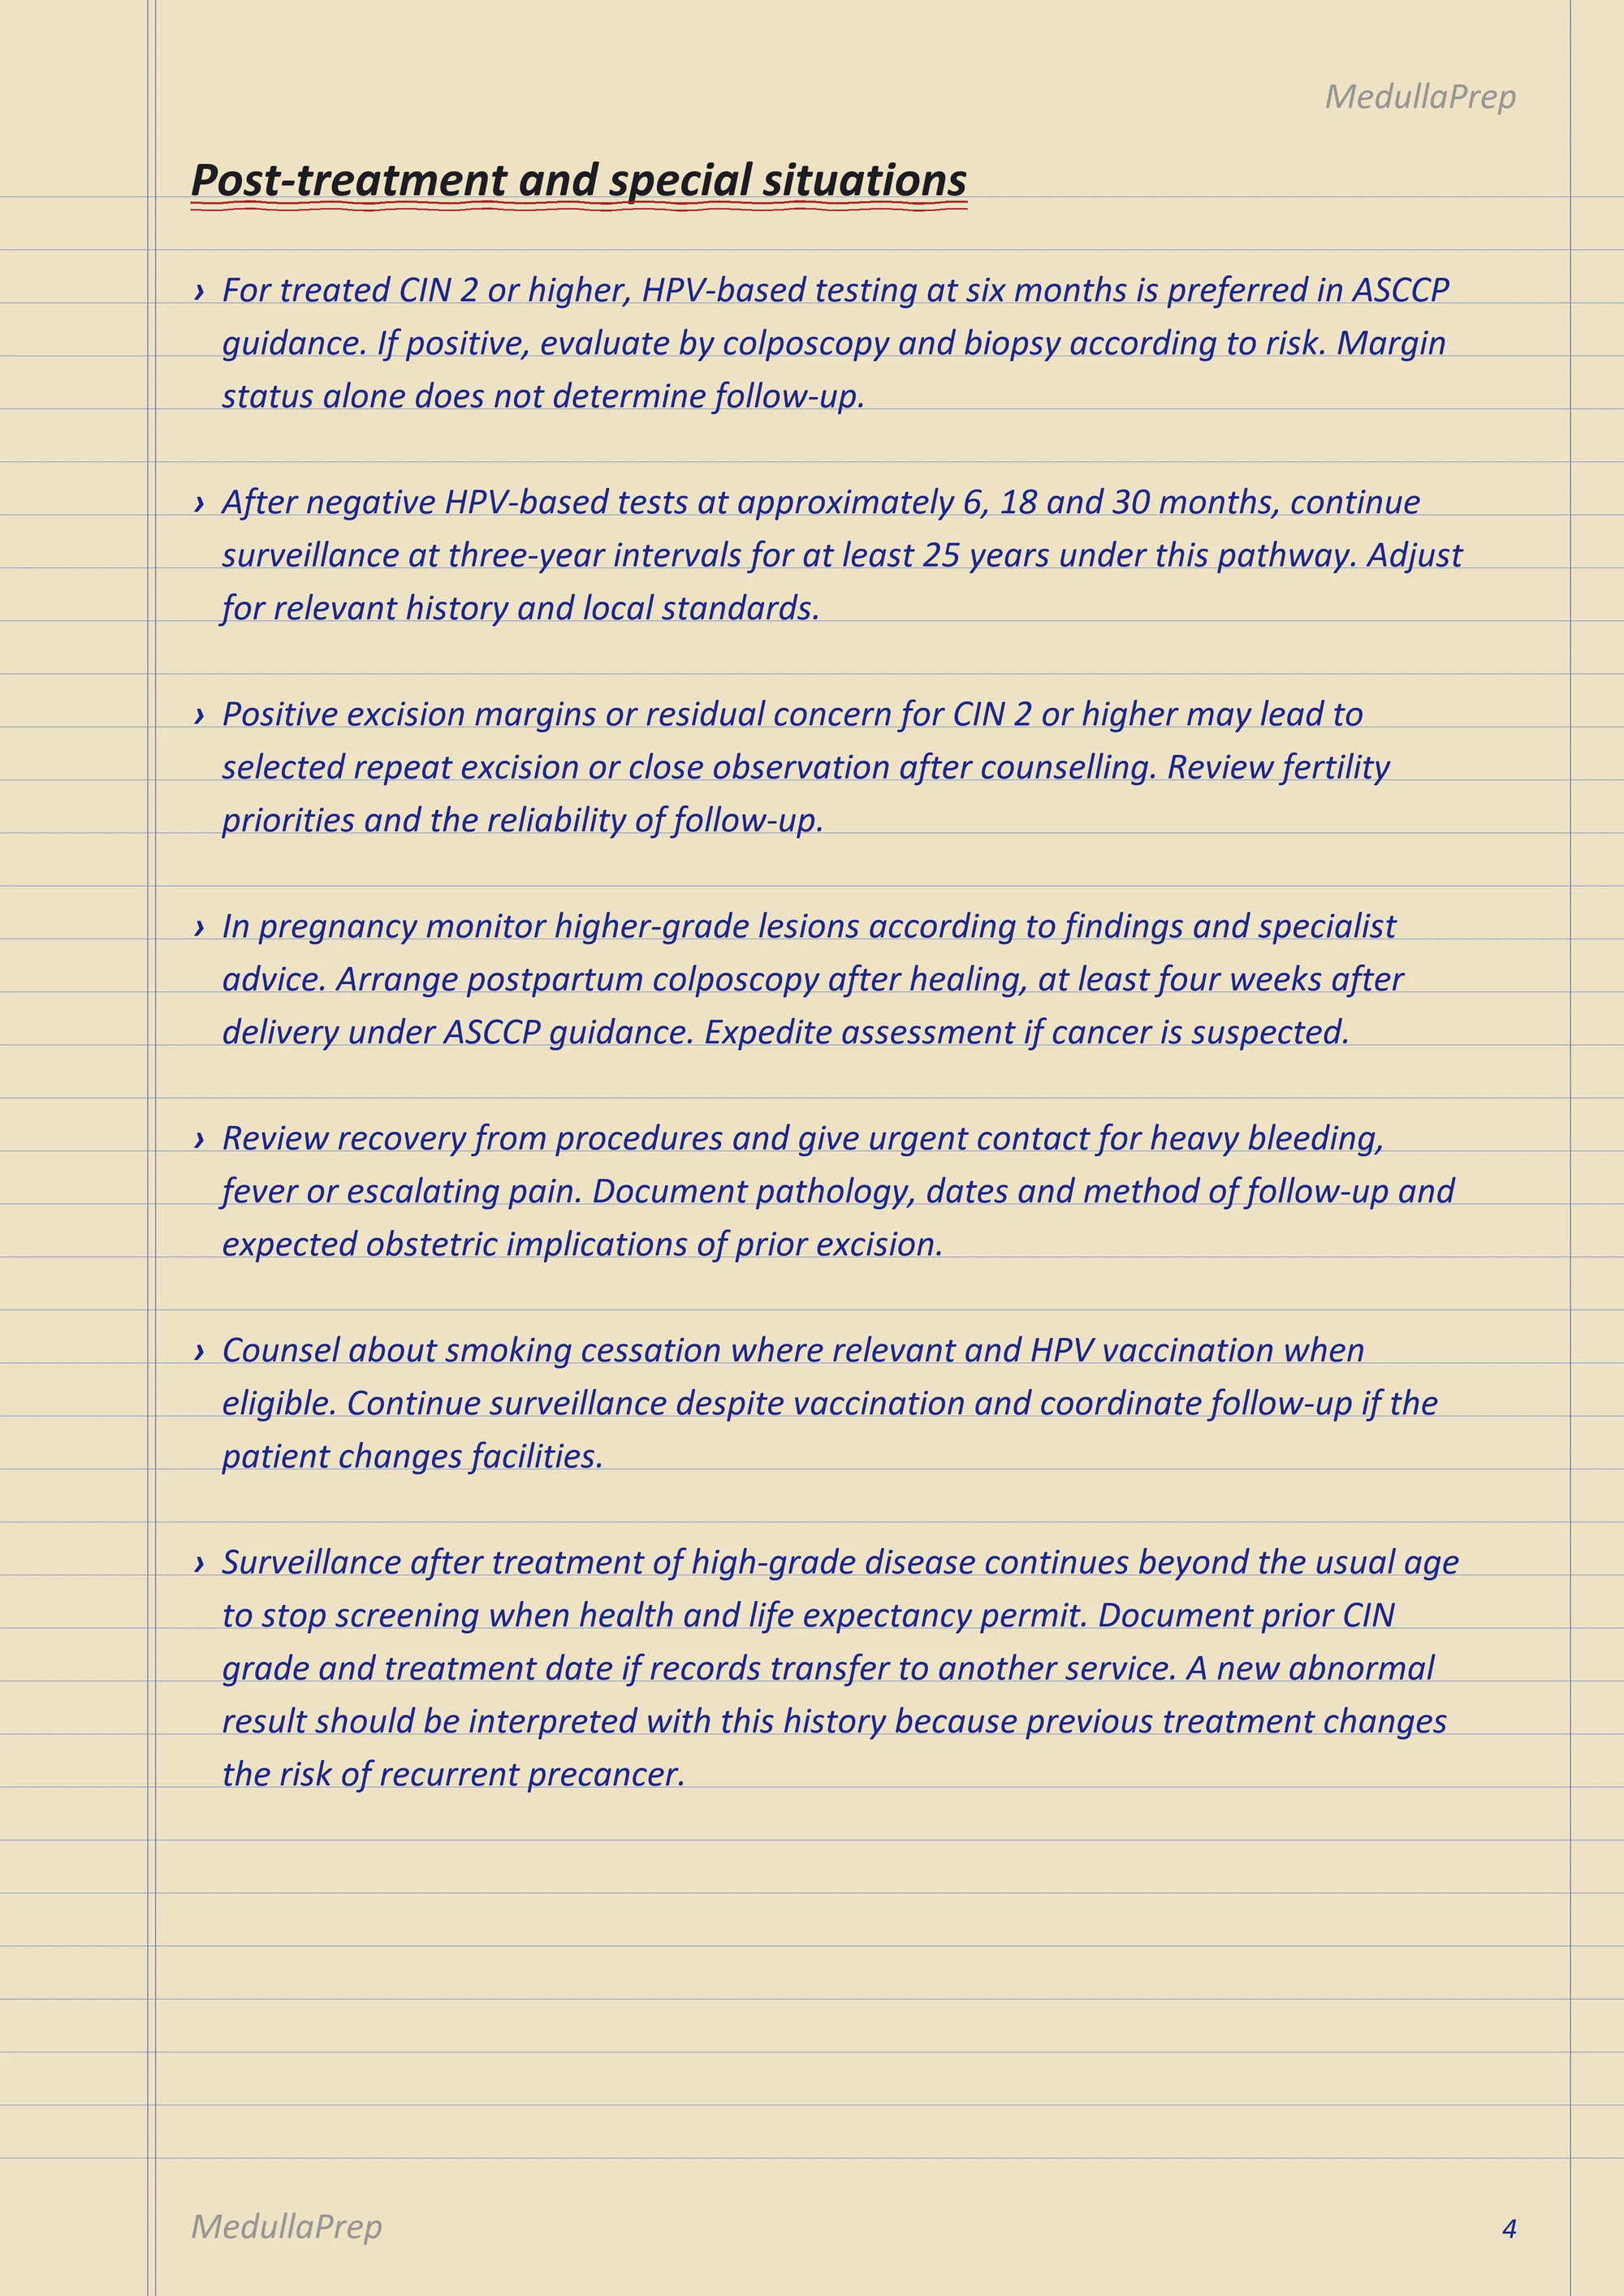 MedullaPrep
Post-treatment and special situations
› For treated CIN 2 or higher, HPV-based testing at six months is preferred in ASCCP
guidance. If positive, evaluate by colposcopy and biopsy according to risk. Margin
status alone does not determine follow-up.
› After negative HPV-based tests at approximately 6, 18 and 30 months, continue
surveillance at three-year intervals for at least 25 years under this pathway. Adjust
for relevant history and local standards.
› Positive excision margins or residual concern for CIN 2 or higher may lead to
selected repeat excision or close observation after counselling. Review fertility
priorities and the reliability of follow-up.
› In pregnancy monitor higher-grade lesions according to findings and specialist
advice. Arrange postpartum colposcopy after healing, at least four weeks after
delivery under ASCCP guidance. Expedite assessment if cancer is suspected.
› Review recovery from procedures and give urgent contact for heavy bleeding,
fever or escalating pain. Document pathology, dates and method of follow-up and
expected obstetric implications of prior excision.
› Counsel about smoking cessation where relevant and HPV vaccination when
eligible. Continue surveillance despite vaccination and coordinate follow-up if the
patient changes facilities.
› Surveillance after treatment of high-grade disease continues beyond the usual age
to stop screening when health and life expectancy permit. Document prior CIN
grade and treatment date if records transfer to another service. A new abnormal
result should be interpreted with this history because previous treatment changes
the risk of recurrent precancer.
MedullaPrep
4